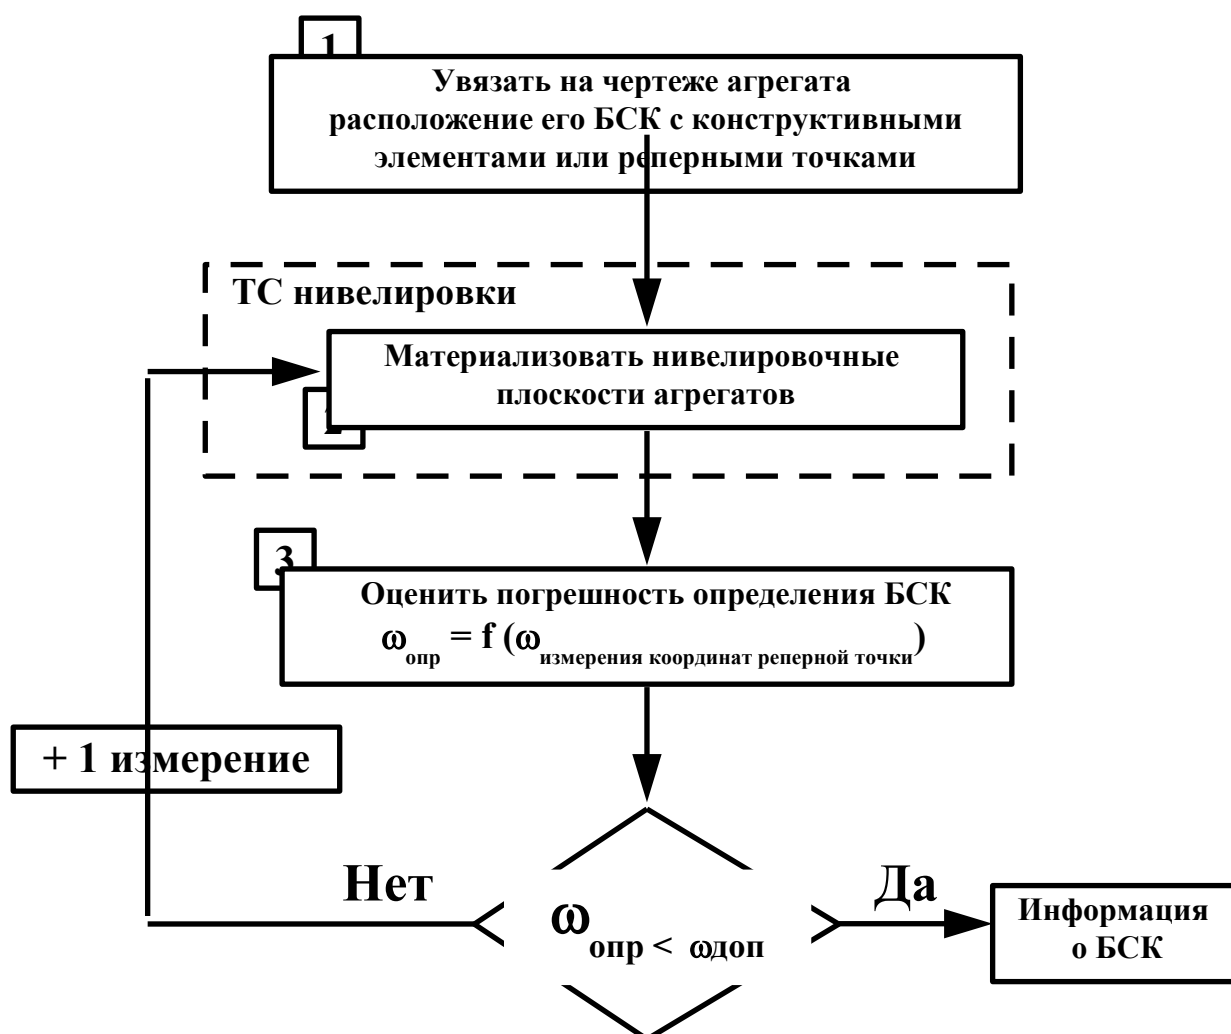 1
Увязать на чертеже агрегата
расположение его БСК с конструктивными
элементами или реперными точками
ТС нивелировки
Материализовать нивелировочные
плоскости агрегатов
2
3
Оценить погрешность определения БСК
ω опр = f (ω измерения координат реперной точки)
+ 1 измерение
Нет
Да
ω опр < ωдоп
Информация
о БСК